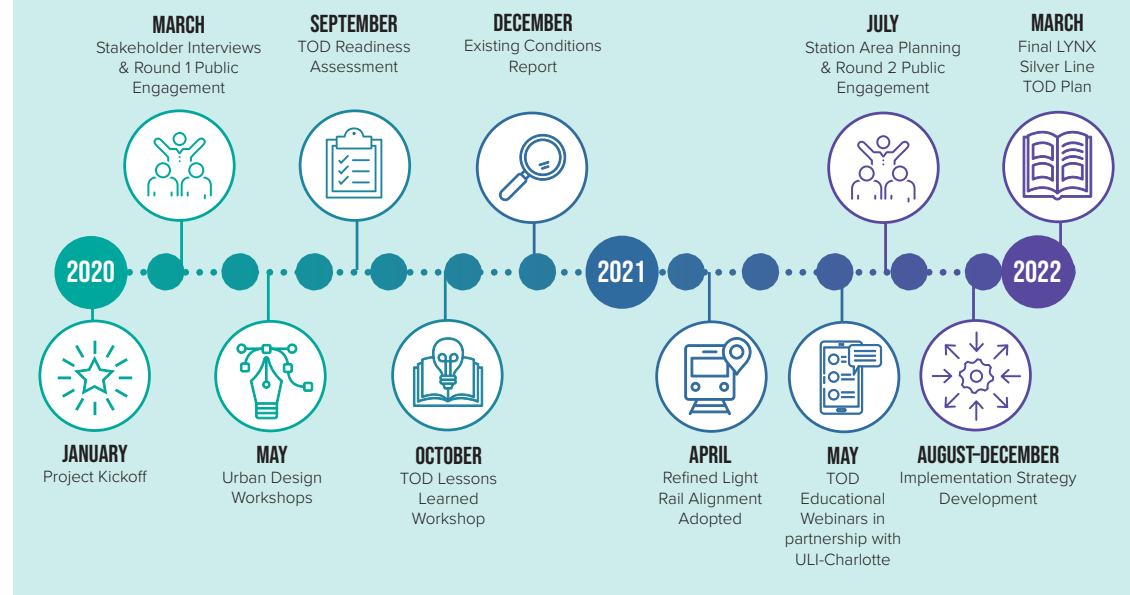 MARCH
Stakeholder Interviews
& Round 1 Public
Engagement
SEPTEMBER
TOD Readiness
Assessment
DECEMBER
Existing Conditions
Report
JULY
Station Area Planning
& Round 2 Public
Engagement
MARCH
Final LYNX
Silver Line
TOD Plan
2020
2021
2022
JANUARY
Project Kickoff
MAY
Urban Design
Workshops
OCTOBER
TOD Lessons
Learned
Workshop
APRIL
Refined Light
Rail Alignment
Adopted
MAY
TOD
Educational
Webinars in
partnership with
ULI-Charlotte
AUGUST–DECEMBER
Implementation Strategy
Development